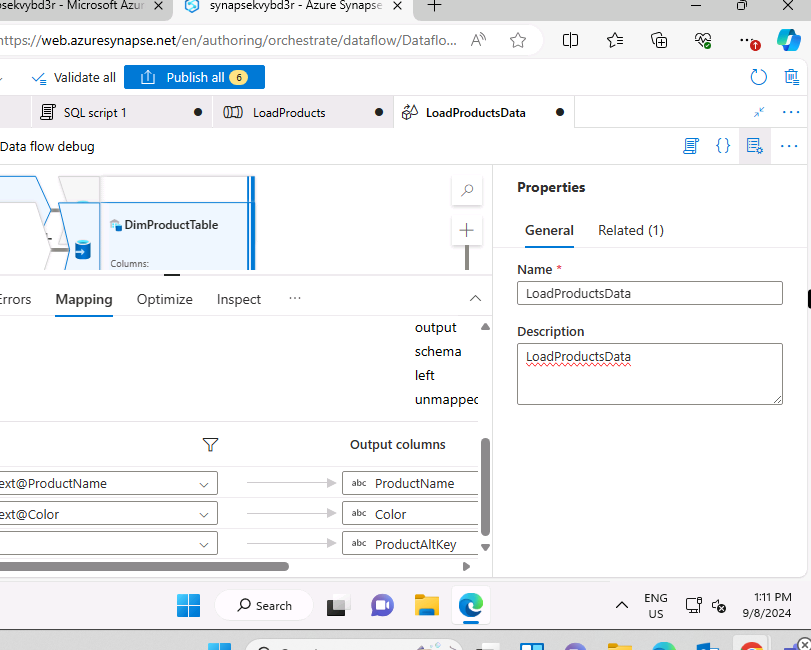 psekvybd3r - Microsoft Azur
synapsekvybd3r - Azure Synapse
https://web.azuresynapse.net/en/authoring/orchestrate/dataflow/Dataflo...
Validate all
Publish all
6
SQL script 1
LoadProducts
LoadProductsData
Data flow debug
DimProductTable
Columns:
Errors
Mapping
Optimize
Inspect
...
output
schema
left
unmapped
Output columns
ext@ProductName
abc ProductName
ext@Color
abc Color
abc ProductAltKey
Properties
General
Related (1)
Name *
LoadProductsData
Description
LoadProductsData
Search
ENG
US
1:11 PM
9/8/2024